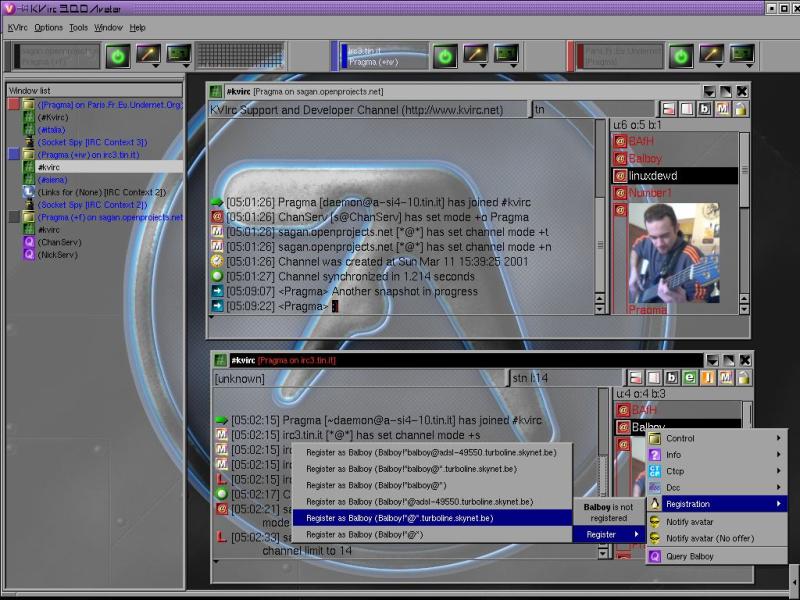 KVIrc 3.0.0 Avatar
KVIrc Options Tools Window Help
sagan.openprojects.n
Pragma (+i)
irc3.tin.it
Pragma (+iw)
Paris.Fr.Eu.Undernet
(Pragma)
Window list
([Pragma] on Paris.Fr.Eu.Undernet.Org)
(#Kvirc)
(#italia)
(Socket Spy [IRC Context 3])
(Pragma (+iw) on irc3.tin.it)
#kvirc
(#siena)
(Links for (None) [IRC Context 2])
(Socket Spy [IRC Context 2])
(Pragma (+i) on sagan.openprojects.net
#kvirc
(ChanServ)
(NickServ)
#kvirc [Pragma on sagan.openprojects.net]
KVIrc Support and Developer Channel (http://www.kvirc.net)
tn
u:6 o:5 b:1
BAfH
Balboy
linuxdewd
Number1
Pragma
[05:01:26] Pragma [daemon@a-si4-10.tin.it] has joined #kvirc
[05:01:26] ChanServ [s@ChanServ] has set mode +o Pragma
[05:01:26] sagan.openprojects.net [*@*] has set channel mode +t
[05:01:26] sagan.openprojects.net [*@*] has set channel mode +n
[05:01:26] Channel was created at Sun Mar 11 15:39:25 2001
[05:01:27] Channel synchronized in 1.214 seconds
[05:09:07] <Pragma> Another snapshot in progress
[05:09:22] <Pragma> :
#kvirc [Pragma on irc3.tin.it]
[unknown]
stn l:14
u:4 o:4 b:3
BAfH
Balboy
[05:02:15] Pragma [~daemon@a-si4-10.tin.it] has joined #kvirc
[05:02:15] irc3.tin.it [*@*] has set channel mode +s
[05:02:15] irc
[05:02:15] irc
[05:02:15] irc
[05:02:17] C
[05:02:21] sa
mode
[05:02:33] sa
channel limit to 14
Register as Balboy (Balboy!*balboy@adsl-49550.turboline.skynet.be)
Register as Balboy (Balboy!*balboy@*.turboline.skynet.be)
Register as Balboy (Balboy!*balboy@*)
Register as Balboy (Balboy!*@adsl-49550.turboline.skynet.be)
Register as Balboy (Balboy!*@*.turboline.skynet.be)
Register as Balboy (Balboy!*@*)
Balboy is not
registered
Register
Control
Info
Ctcp
Dcc
Registration
Notify avatar
Notify avatar (No offer)
Query Balboy